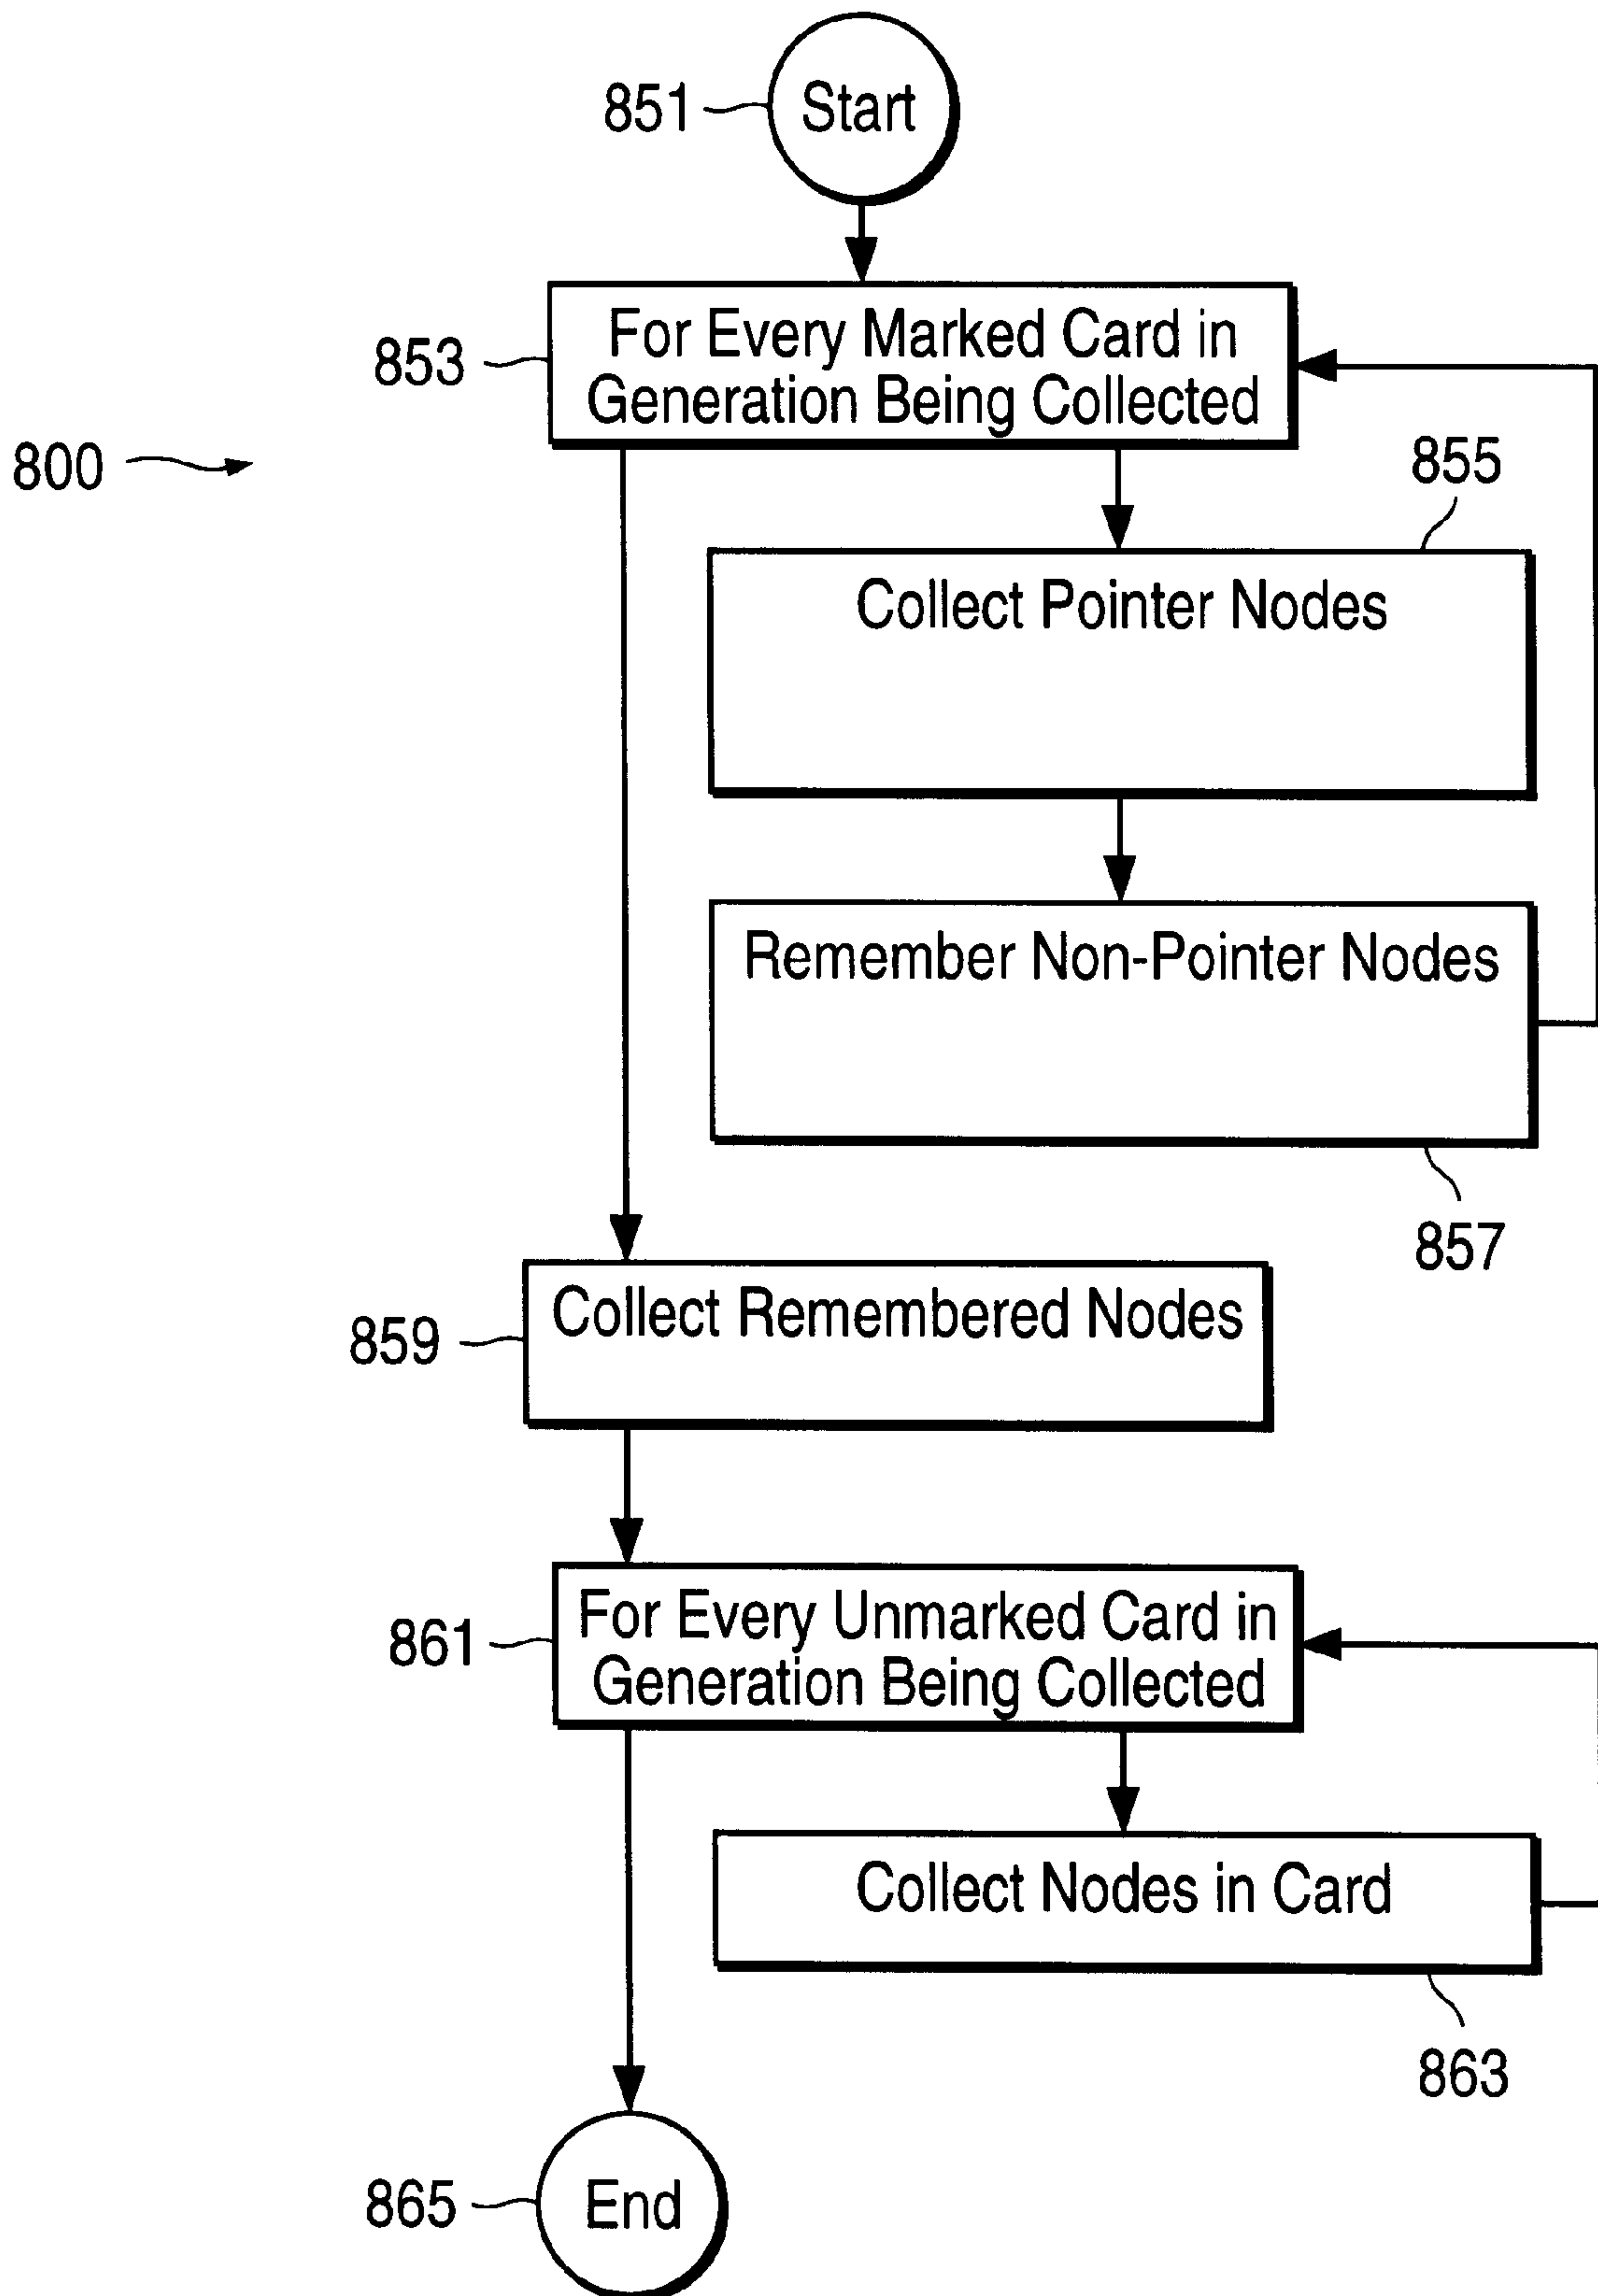 851
Start
853
For Every Marked Card in
Generation Being Collected
800
855
Collect Pointer Nodes
Remember Non-Pointer Nodes
857
859
Collect Remembered Nodes
861
For Every Unmarked Card in
Generation Being Collected
Collect Nodes in Card
863
865
End